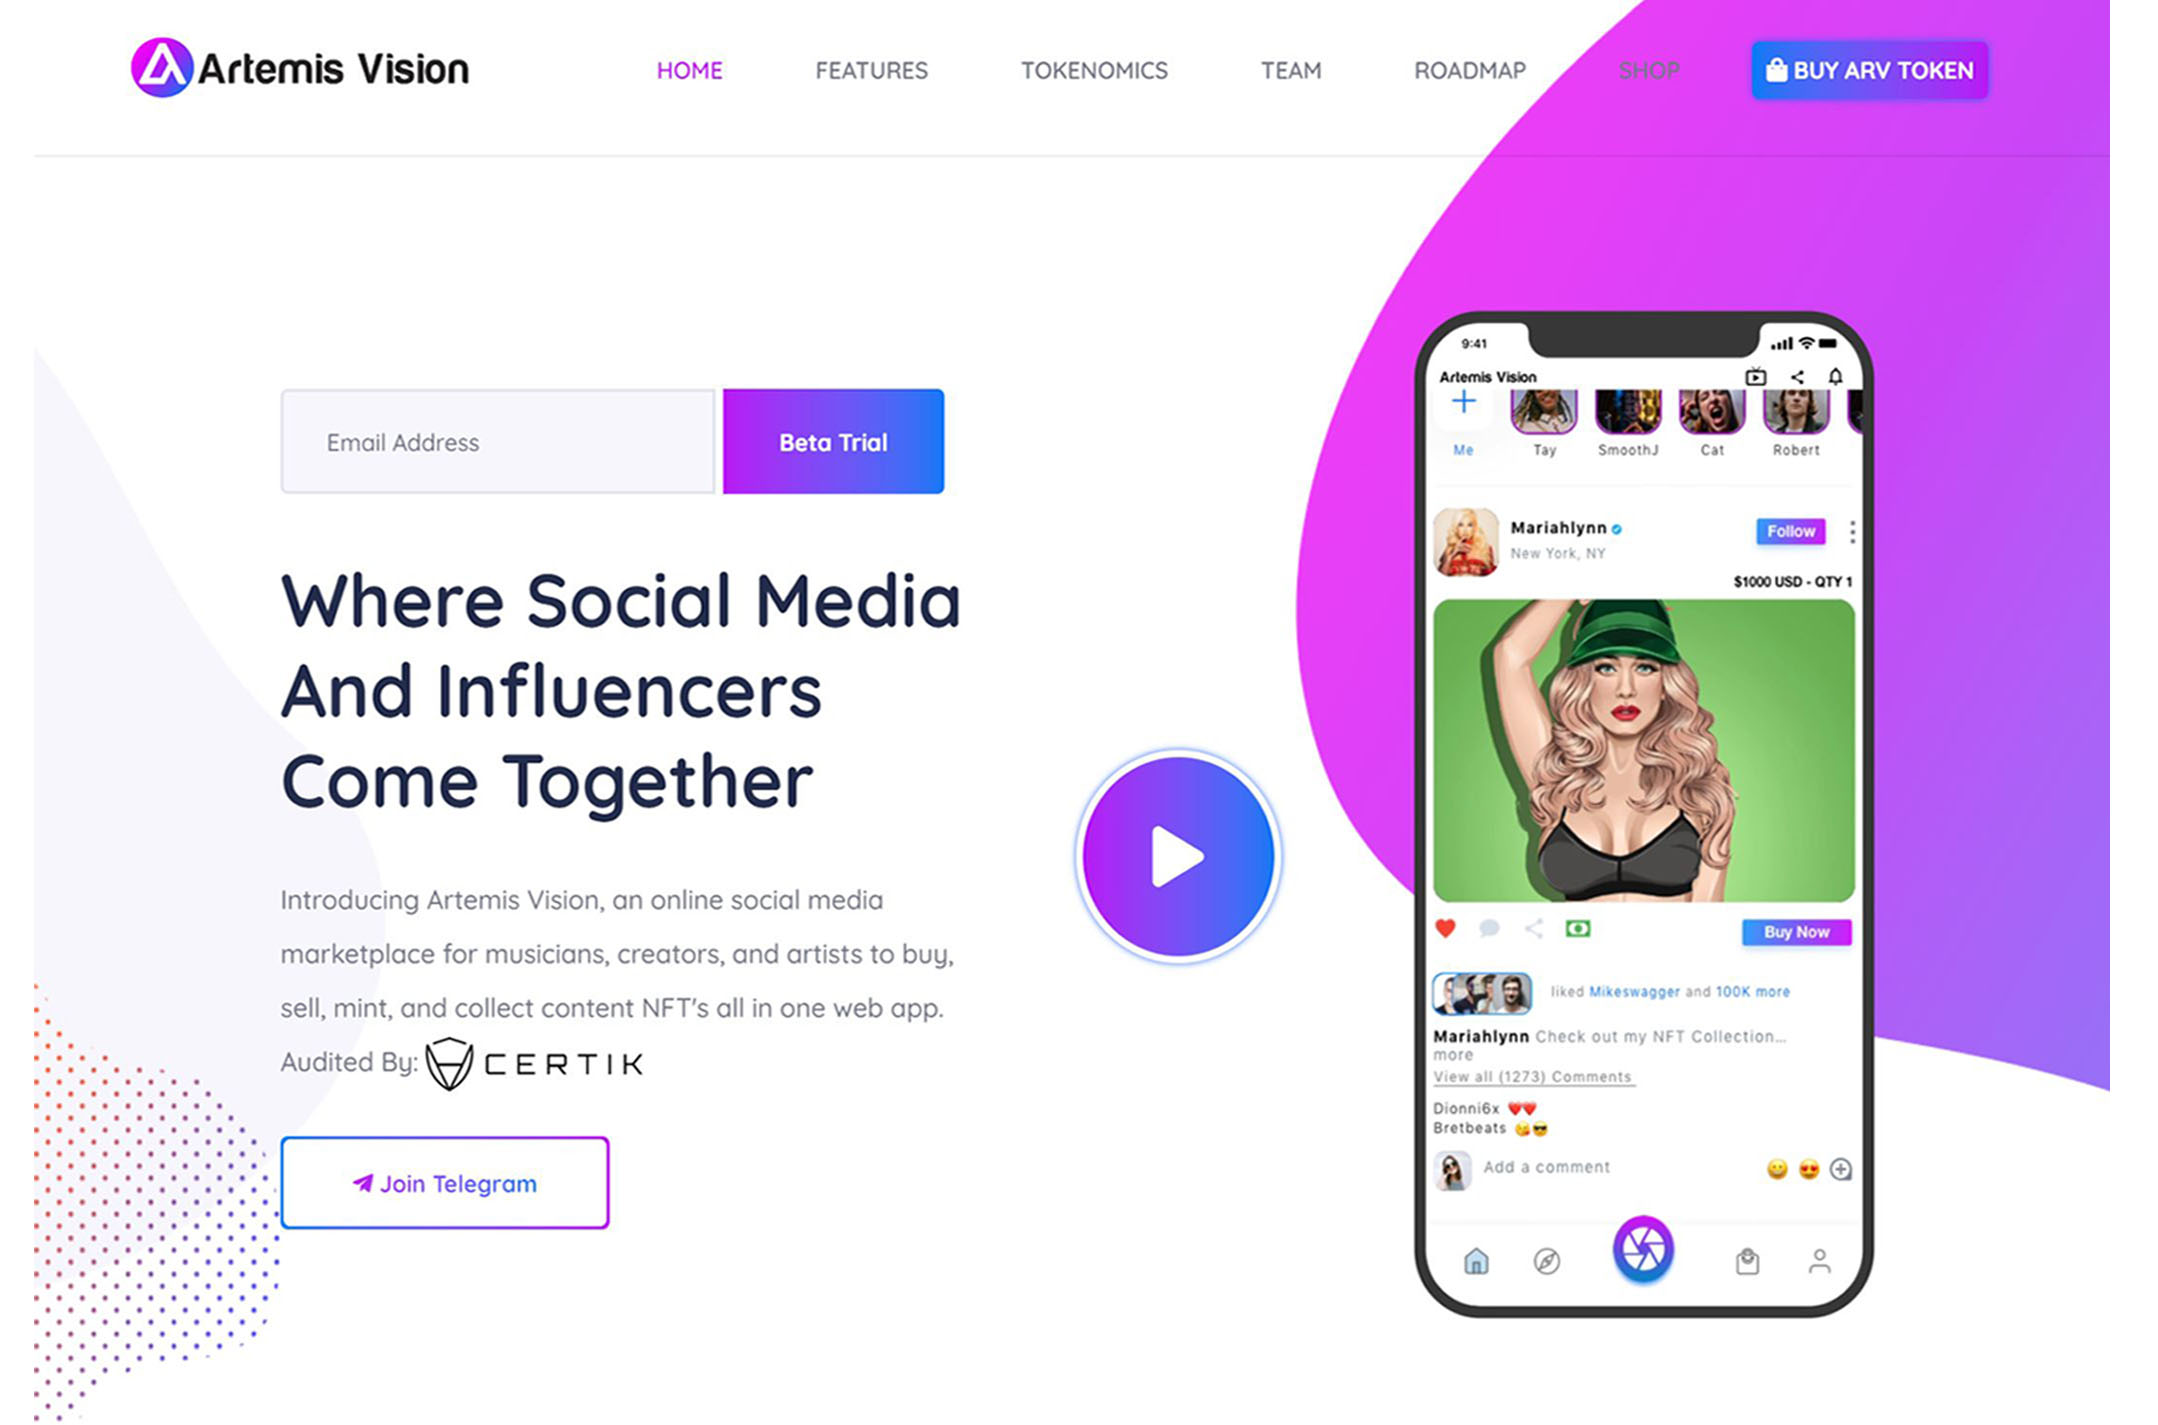 Artemis Vision
HOME FEATURES TOKENOMICS TEAM ROADMAP SHOP BUY ARV TOKEN
Email Address Beta Trial
Where Social Media
And Influencers
Come Together
Introducing Artemis Vision, an online social media
marketplace for musicians, creators, and artists to buy,
sell, mint, and collect content NFT's all in one web app.
Audited By: CERTIK
Join Telegram
9:41
Artemis Vision
Me Tay SmoothJ Cat Robert
Mariahlynn Follow
New York, NY
$1000 USD - QTY 1
Buy Now
liked Mikeswagger and 100K more
Mariahlynn Check out my NFT Collection...
more
View all (1273) Comments
Dionni6x ❤️❤️
Bretbeats 😘😎
Add a comment